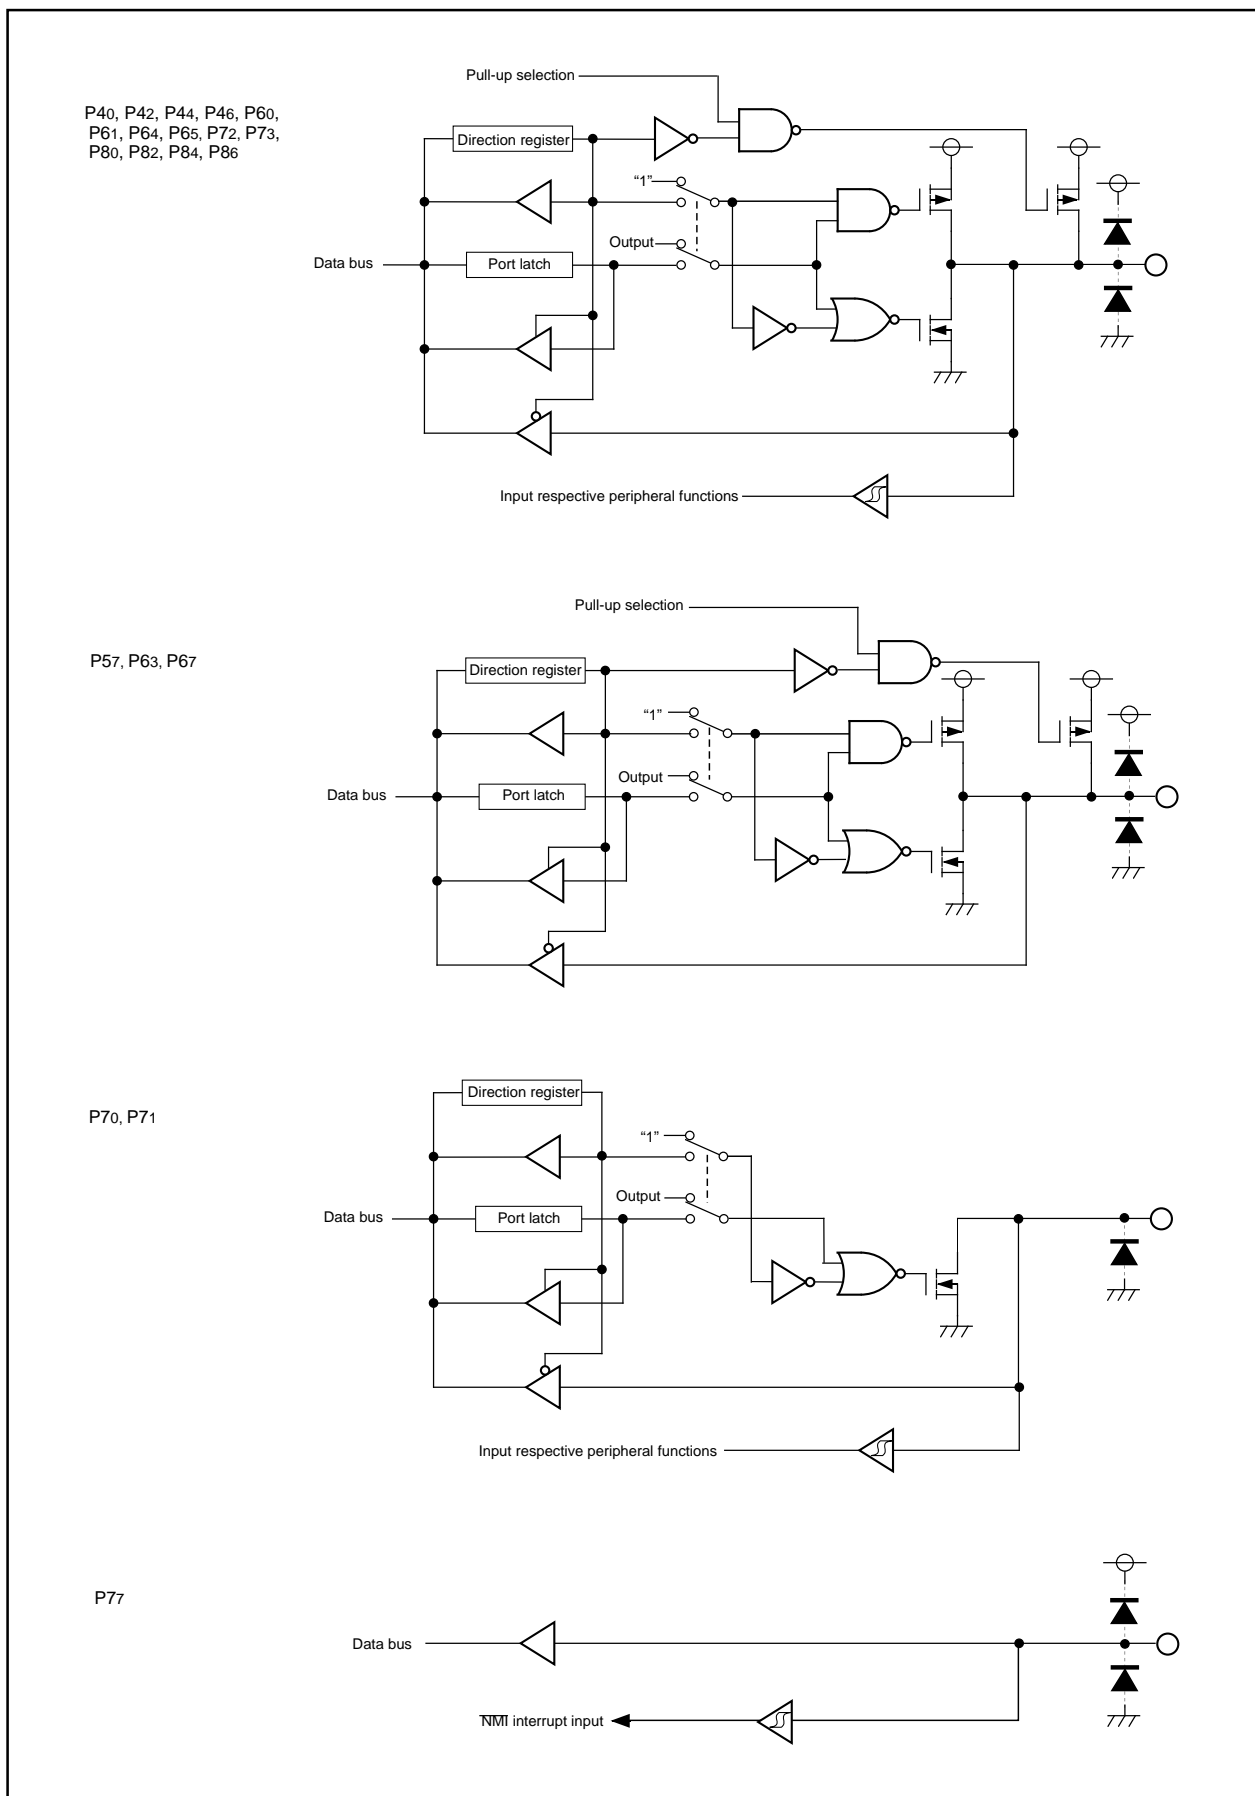 Pull-up selection
P40, P42, P44, P46, P60,
P61, P64, P65, P72, P73,
P80, P82, P84, P86
Direction register
“1”
Output
Data bus
Port latch
Input respective peripheral functions
Pull-up selection
P57, P63, P67
Direction register
“1”
Output
Data bus
Port latch
Direction register
P70, P71
“1”
Output
Data bus
Port latch
Input respective peripheral functions
P77
Data bus
NMI interrupt input